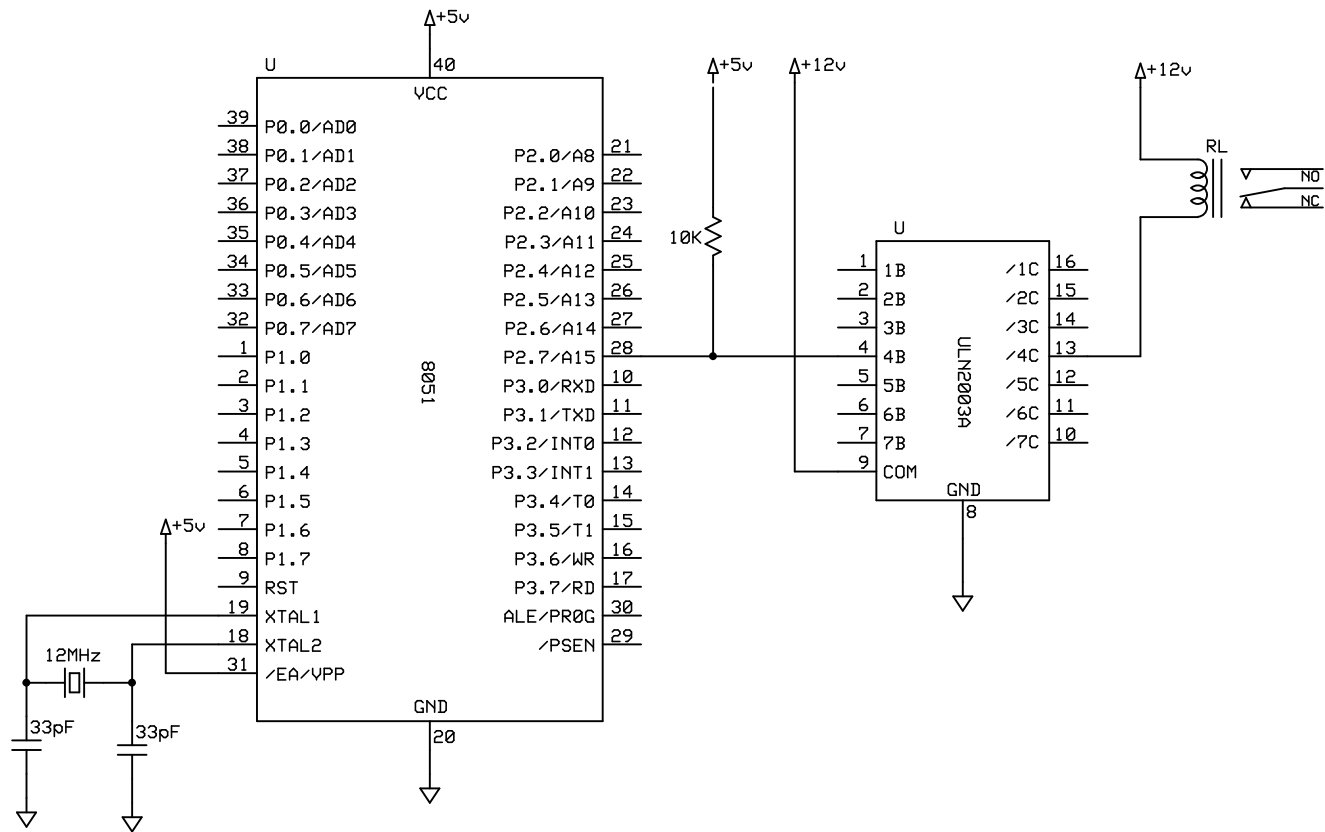 +5v
U
40
VCC
39 P0.0/AD0
38 P0.1/AD1
37 P0.2/AD2
36 P0.3/AD3
35 P0.4/AD4
34 P0.5/AD5
33 P0.6/AD6
32 P0.7/AD7
1 P1.0
2 P1.1
3 P1.2
4 P1.3
5 P1.4
6 P1.5
7 P1.6
8 P1.7
9 RST
19 XTAL1
18 XTAL2
31 /EA/VPP
8051
P2.0/A8 21
P2.1/A9 22
P2.2/A10 23
P2.3/A11 24
P2.4/A12 25
P2.5/A13 26
P2.6/A14 27
P2.7/A15 28
P3.0/RXD 10
P3.1/TXD 11
P3.2/INT0 12
P3.3/INT1 13
P3.4/T0 14
P3.5/T1 15
P3.6/WR 16
P3.7/RD 17
ALE/PR0G 30
/PSEN 29
GND
20
+5v
12MHz
33pF
33pF
+5v
10K
+12v
U
1 1B
2 2B
3 3B
4 4B
5 5B
6 6B
7 7B
9 COM
ULN2003A
/1C 16
/2C 15
/3C 14
/4C 13
/5C 12
/6C 11
/7C 10
GND
8
+12v
RL
NO
NC